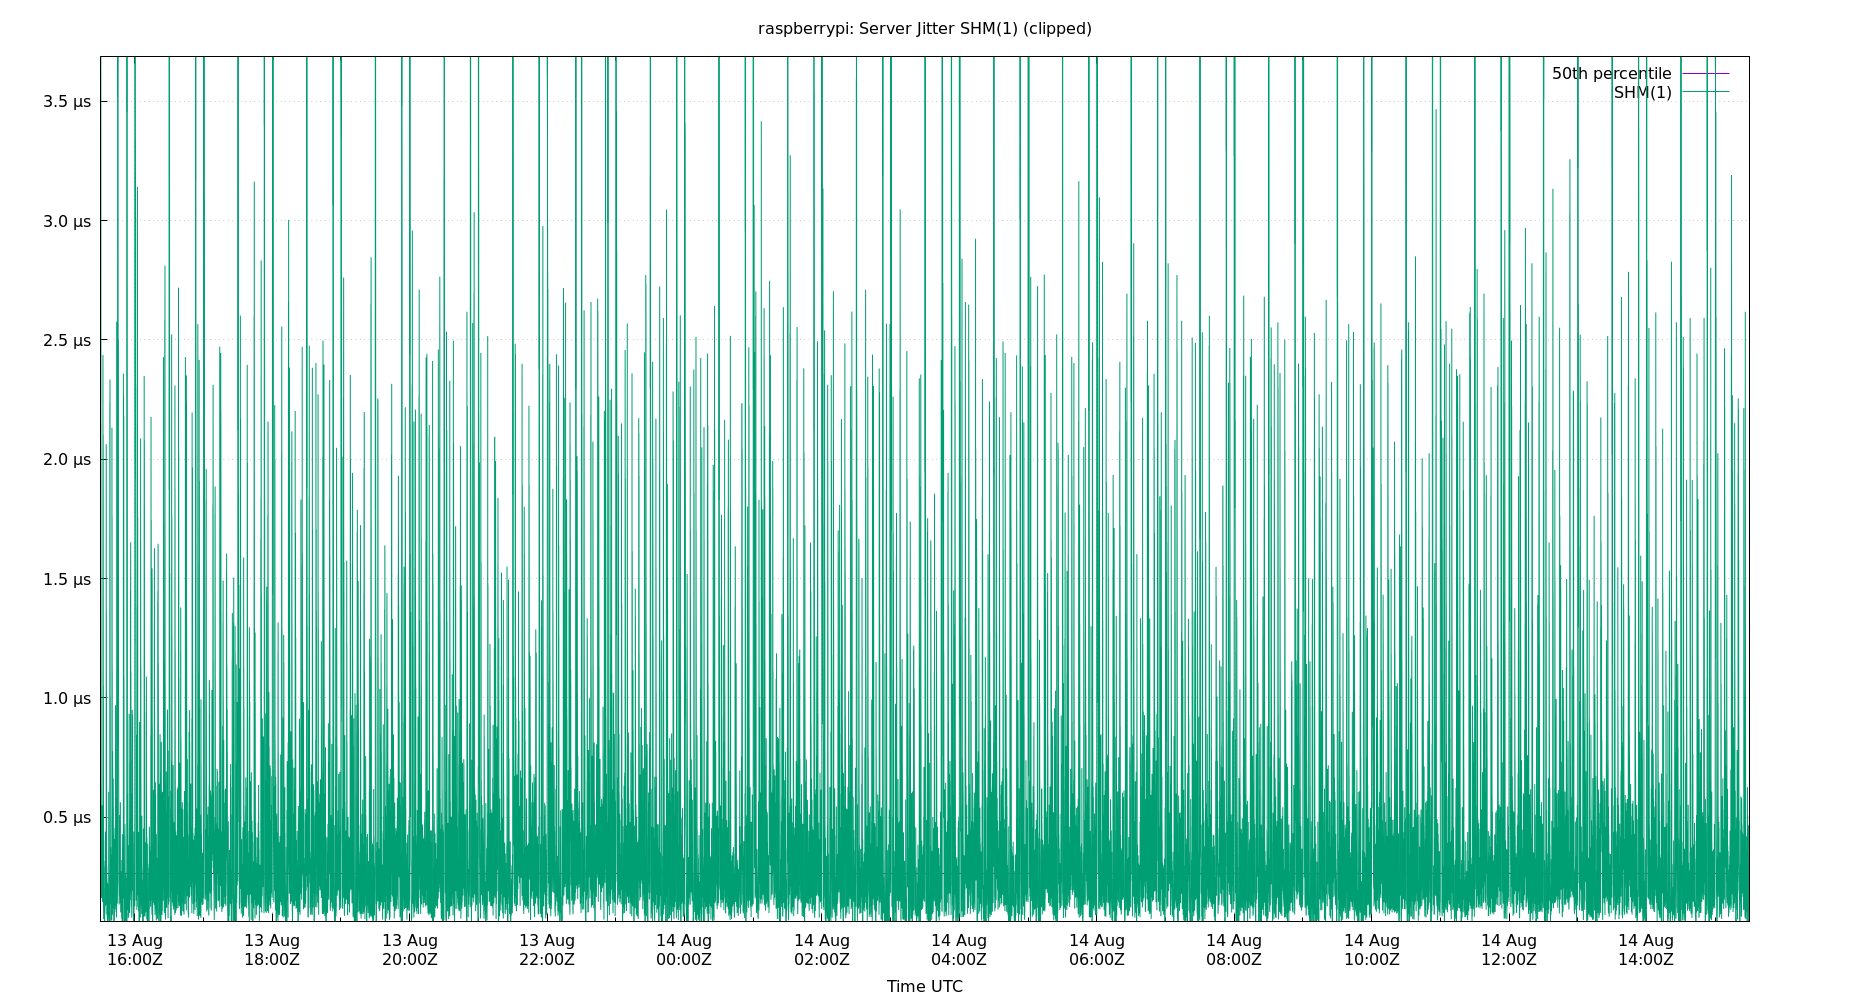 raspberrypi: Server Jitter SHM(1) (clipped)
50th percentile
SHM(1)
3.5 µs
3.0 µs
2.5 µs
2.0 µs
1.5 µs
1.0 µs
0.5 µs
13 Aug 13 Aug 13 Aug 13 Aug 14 Aug 14 Aug 14 Aug 14 Aug 14 Aug 14 Aug 14 Aug 14 Aug
16:00Z 18:00Z 20:00Z 22:00Z 00:00Z 02:00Z 04:00Z 06:00Z 08:00Z 10:00Z 12:00Z 14:00Z
Time UTC